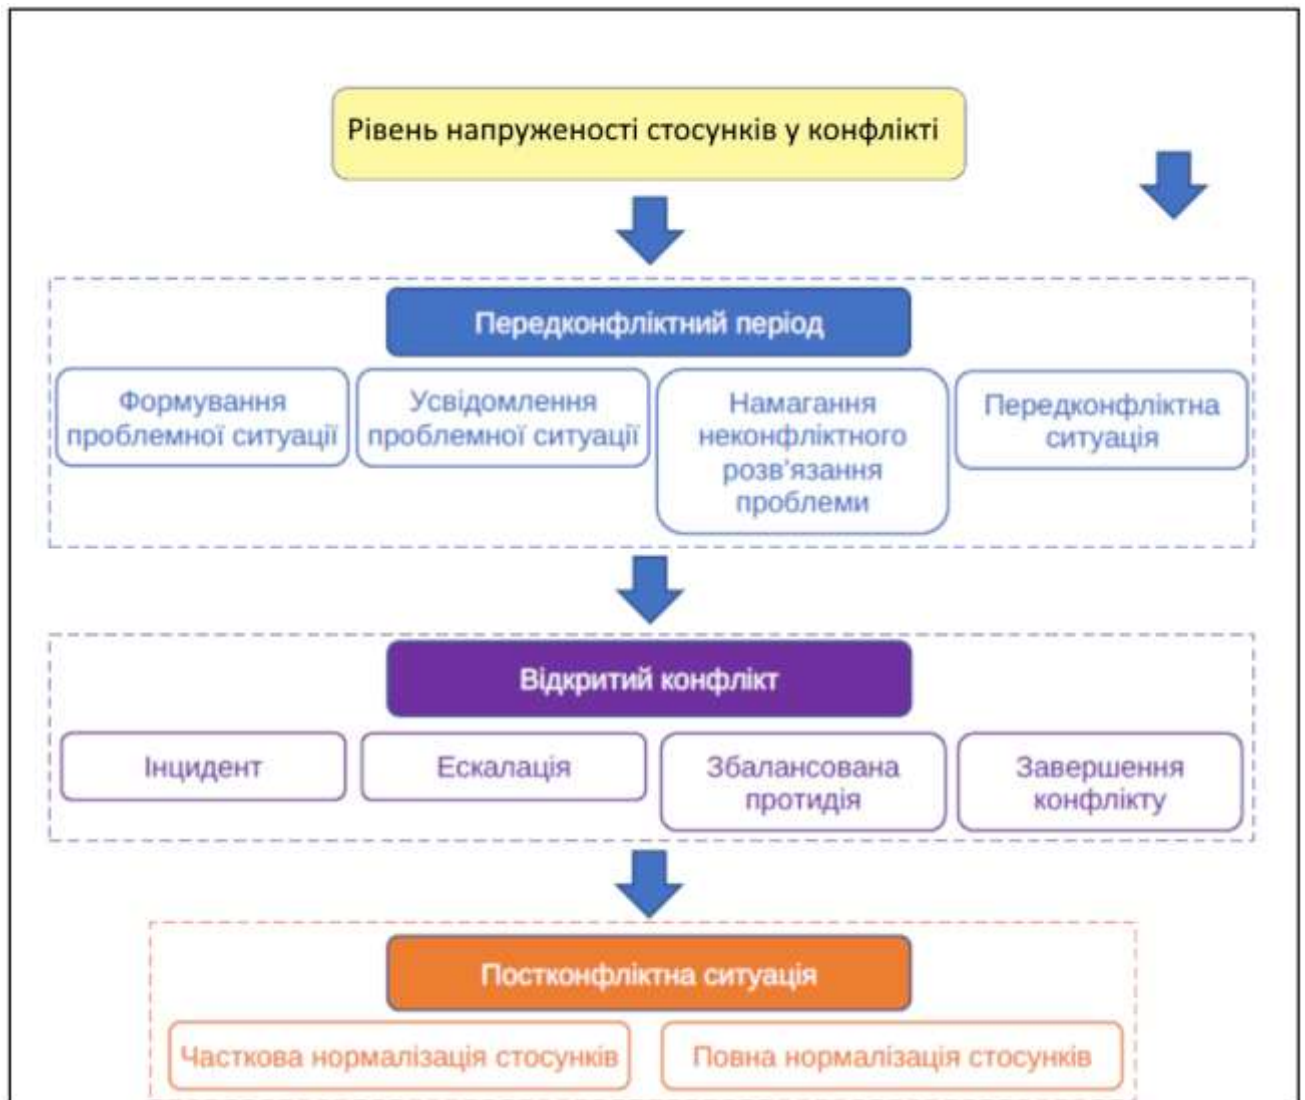 Рівень напруженості стосунків у конфлікті
Передконфліктний період
Формування
проблемної ситуації
Усвідомлення
проблемної ситуації
Намагання
неконфліктного
розв'язання
проблеми
Передконфліктна
ситуація
Відкритий конфлікт
Інцидент
Ескалація
Збалансована
протидія
Завершення
конфлікту
Постконфліктна ситуація
Часткова нормалізація стосунків
Повна нормалізація стосунків